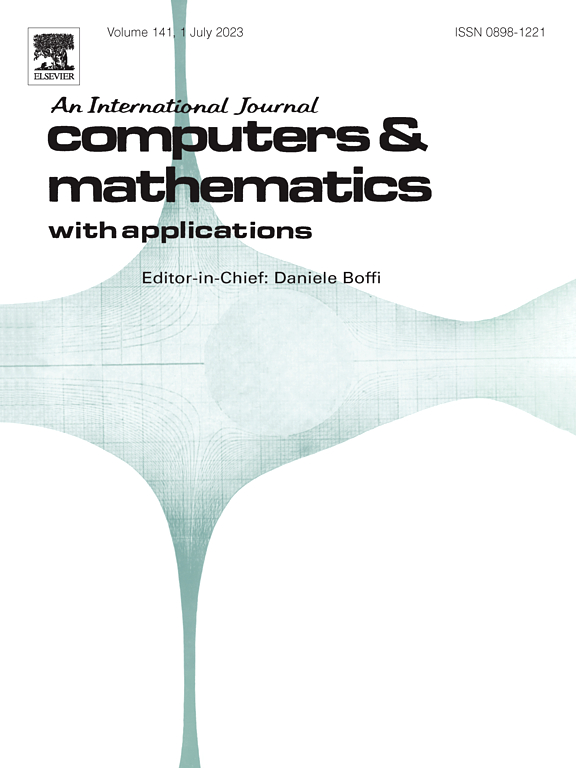 Volume 141, 1 July 2023
ISSN 0898-1221
ELSEVIER
An International Journal
computers &
mathematics
with applications
Editor-in-Chief: Daniele Boffi